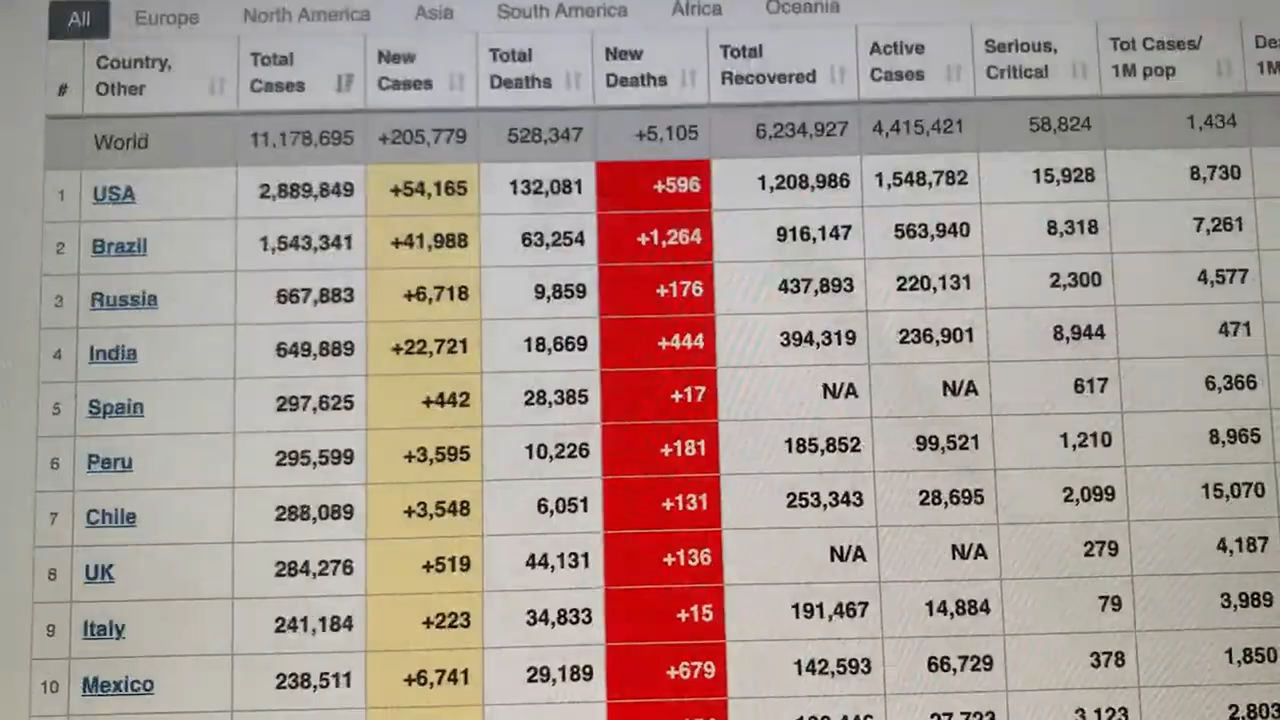 All Europe North America Asia South America Africa Oceania
# Country, Other Total Cases New Cases Total Deaths New Deaths Total Recovered Active Cases Serious, Critical Tot Cases/ 1M pop
World 11,178,695 +205,779 528,347 +5,105 6,234,927 4,415,421 58,824 1,434
1 USA 2,889,849 +54,165 132,081 +596 1,208,986 1,548,782 15,928 8,730
2 Brazil 1,543,341 +41,988 63,254 +1,264 916,147 563,940 8,318 7,261
3 Russia 667,883 +6,718 9,859 +176 437,893 220,131 2,300 4,577
4 India 649,889 +22,721 18,669 +444 394,319 236,901 8,944 471
5 Spain 297,625 +442 28,385 +17 N/A N/A 617 6,366
6 Peru 295,599 +3,595 10,226 +181 185,852 99,521 1,210 8,965
7 Chile 288,089 +3,548 6,051 +131 253,343 28,695 2,099 15,070
8 UK 284,276 +519 44,131 +136 N/A N/A 279 4,187
9 Italy 241,184 +223 34,833 +15 191,467 14,884 79 3,989
10 Mexico 238,511 +6,741 29,189 +679 142,593 66,729 378 1,850
27,723 3,123 2,803